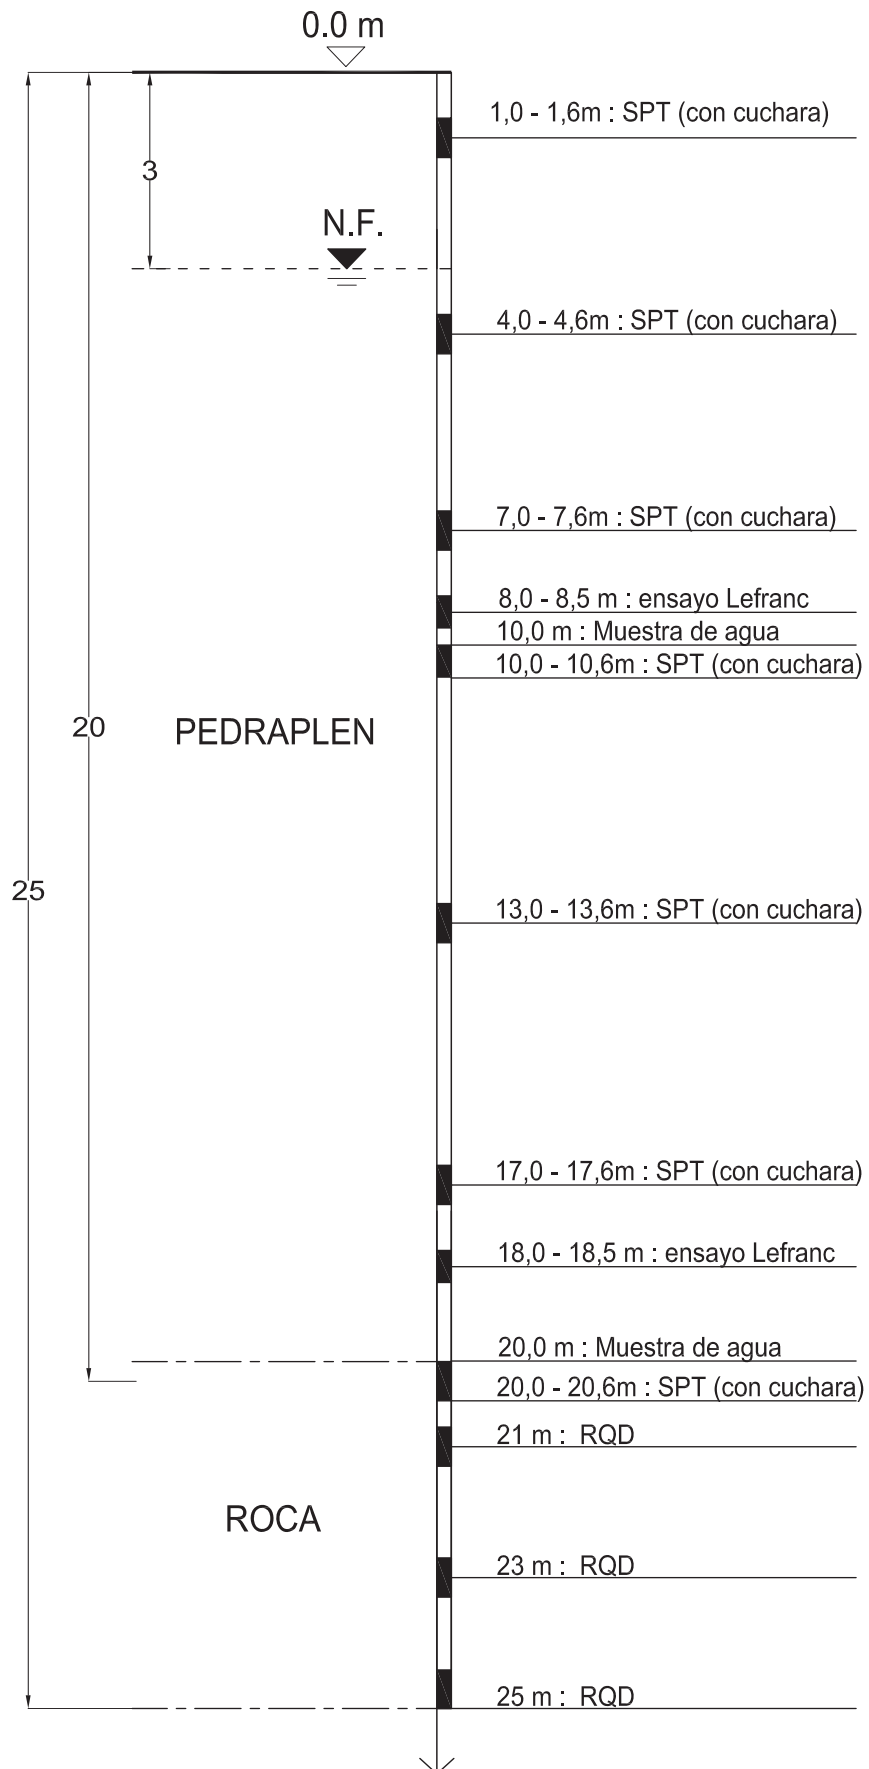 0.0 m
1,0 - 1,6m : SPT (con cuchara)
3
N.F.
4,0 - 4,6m : SPT (con cuchara)
7,0 - 7,6m : SPT (con cuchara)
8,0 - 8,5 m : ensayo Lefranc
10,0 m : Muestra de agua
10,0 - 10,6m : SPT (con cuchara)
20
PEDRAPLEN
25
13,0 - 13,6m : SPT (con cuchara)
17,0 - 17,6m : SPT (con cuchara)
18,0 - 18,5 m : ensayo Lefranc
20,0 m : Muestra de agua
20,0 - 20,6m : SPT (con cuchara)
21 m : RQD
ROCA
23 m : RQD
25 m : RQD